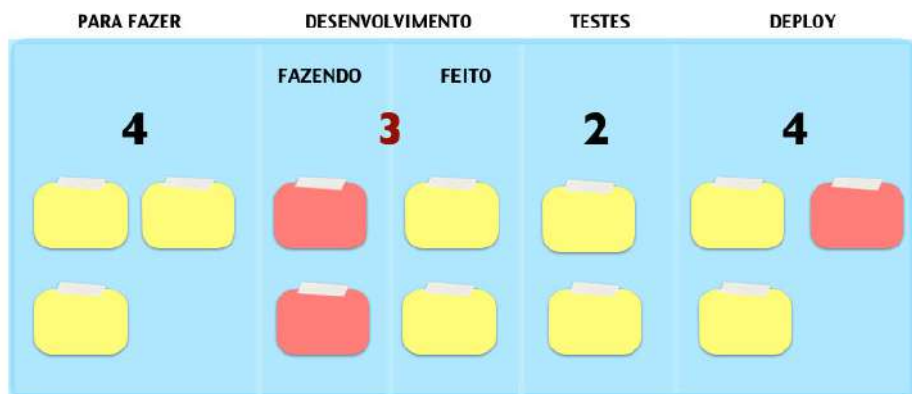 PARA FAZER DESENVOLVIMENTO TESTES DEPLOY
FAZENDO FEITO
4 3 2 4